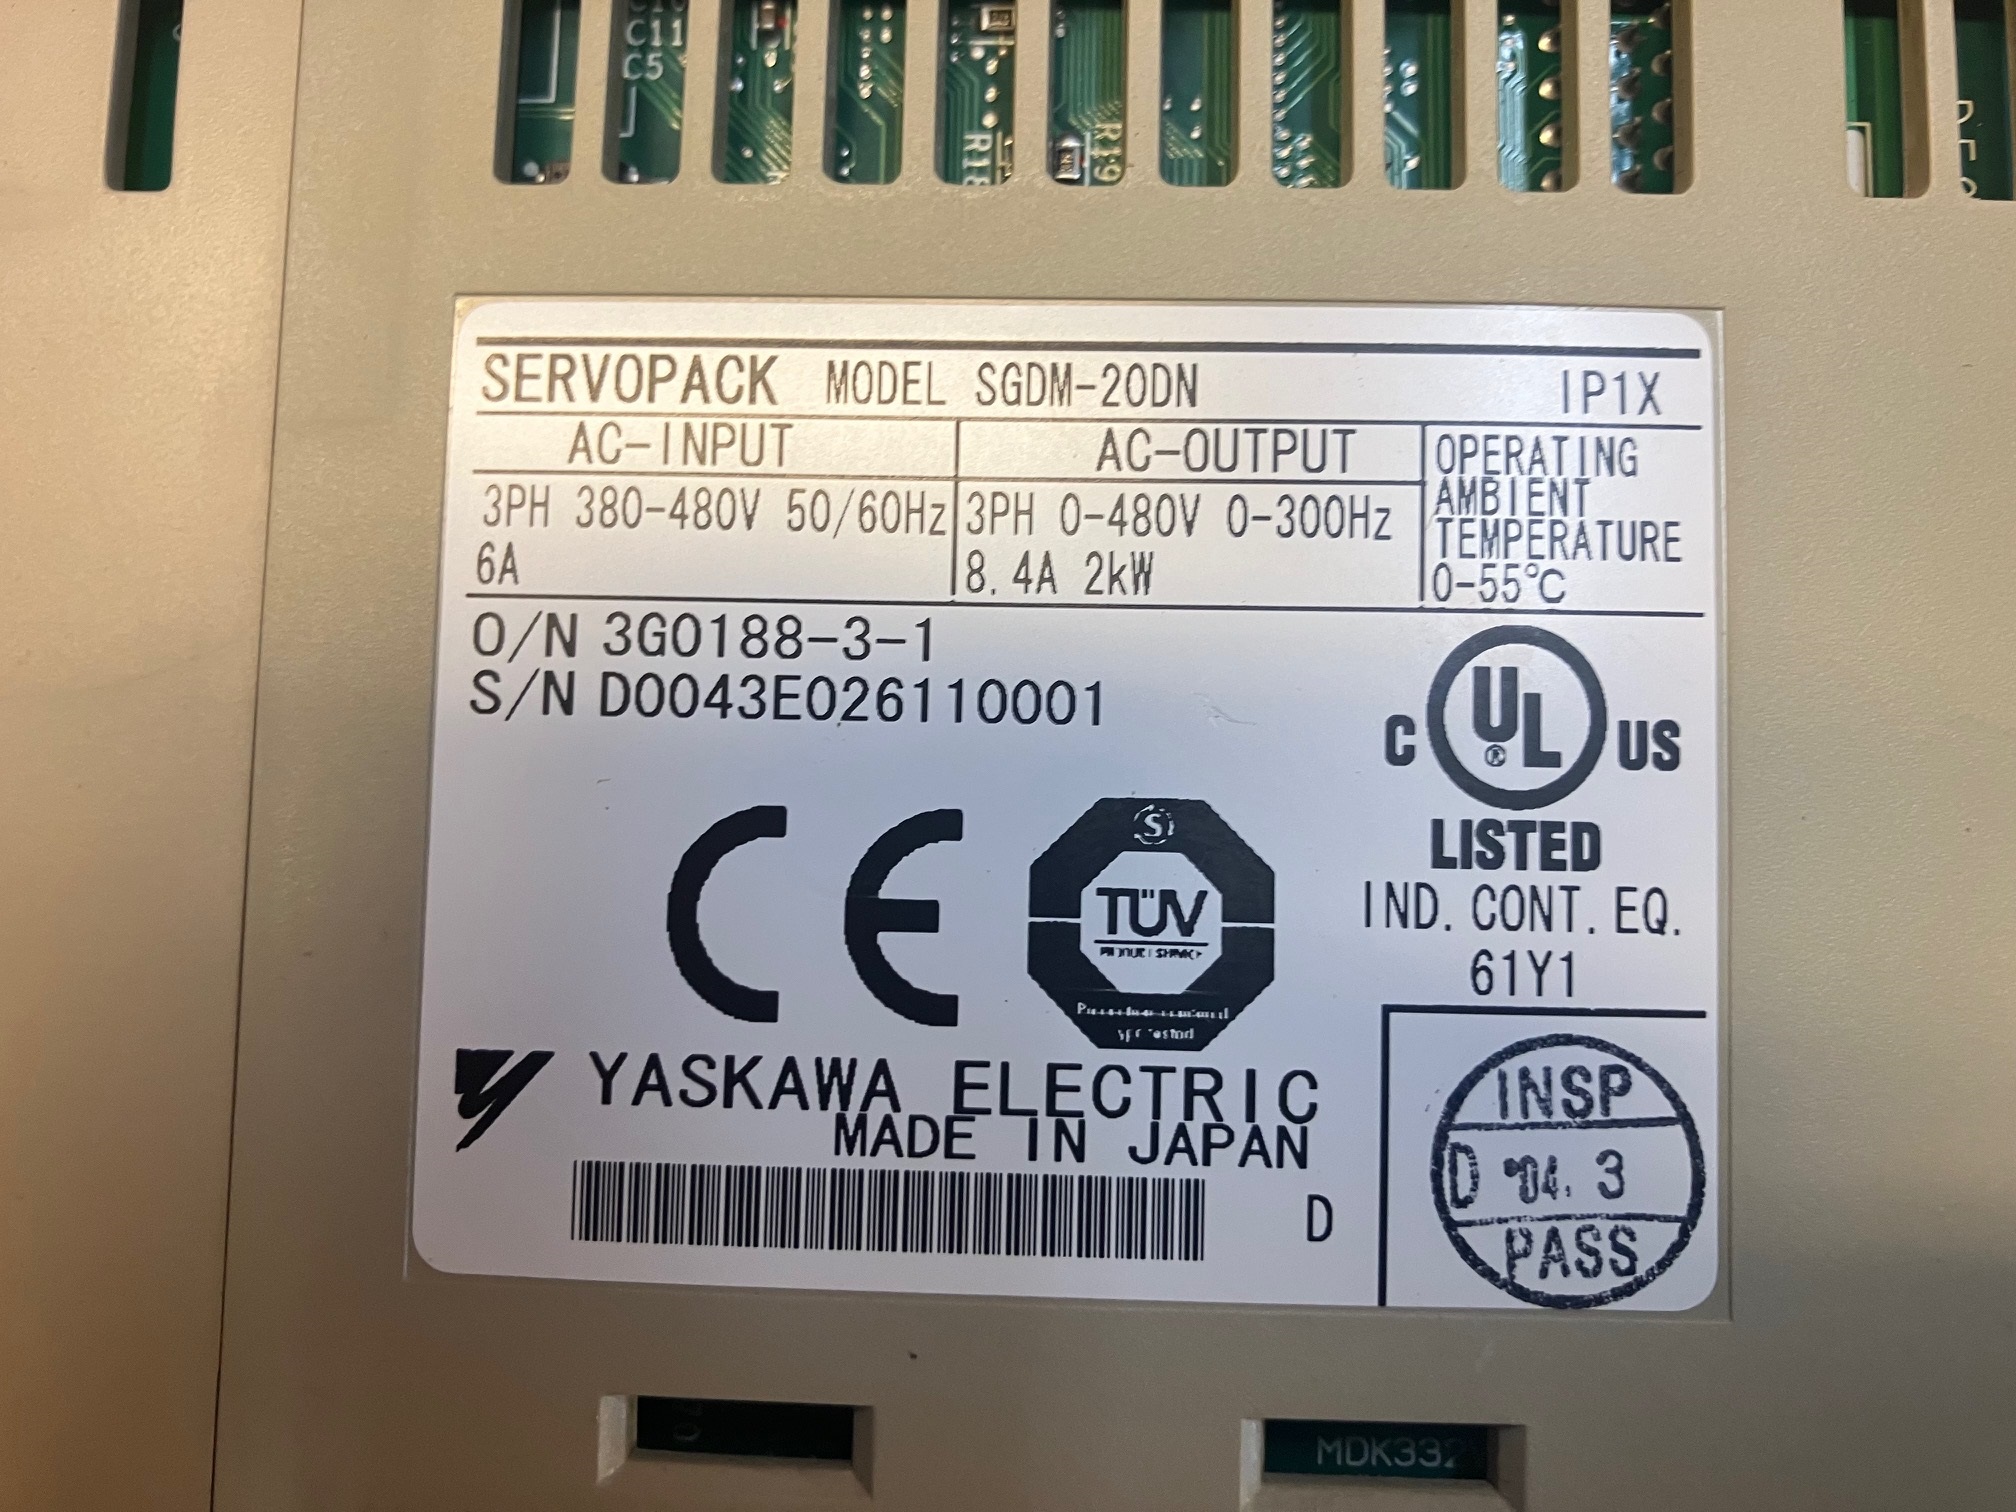 C11
C5
R18
R19
SERVOPACK MODEL SGDM-20DN IP1X
AC-INPUT AC-OUTPUT OPERATING AMBIENT TEMPERATURE 0-55℃
3PH 380-480V 50/60Hz 3PH 0-480V 0-300Hz
6A 8.4A 2kW
O/N 3G0188-3-1
S/N D0043E026110001
C UL® US
LISTED
IND. CONT. EQ.
61Y1
CE
S
TÜV
YASKAWA ELECTRIC
MADE IN JAPAN
D
INSP
D '04. 3
PASS
MDK332